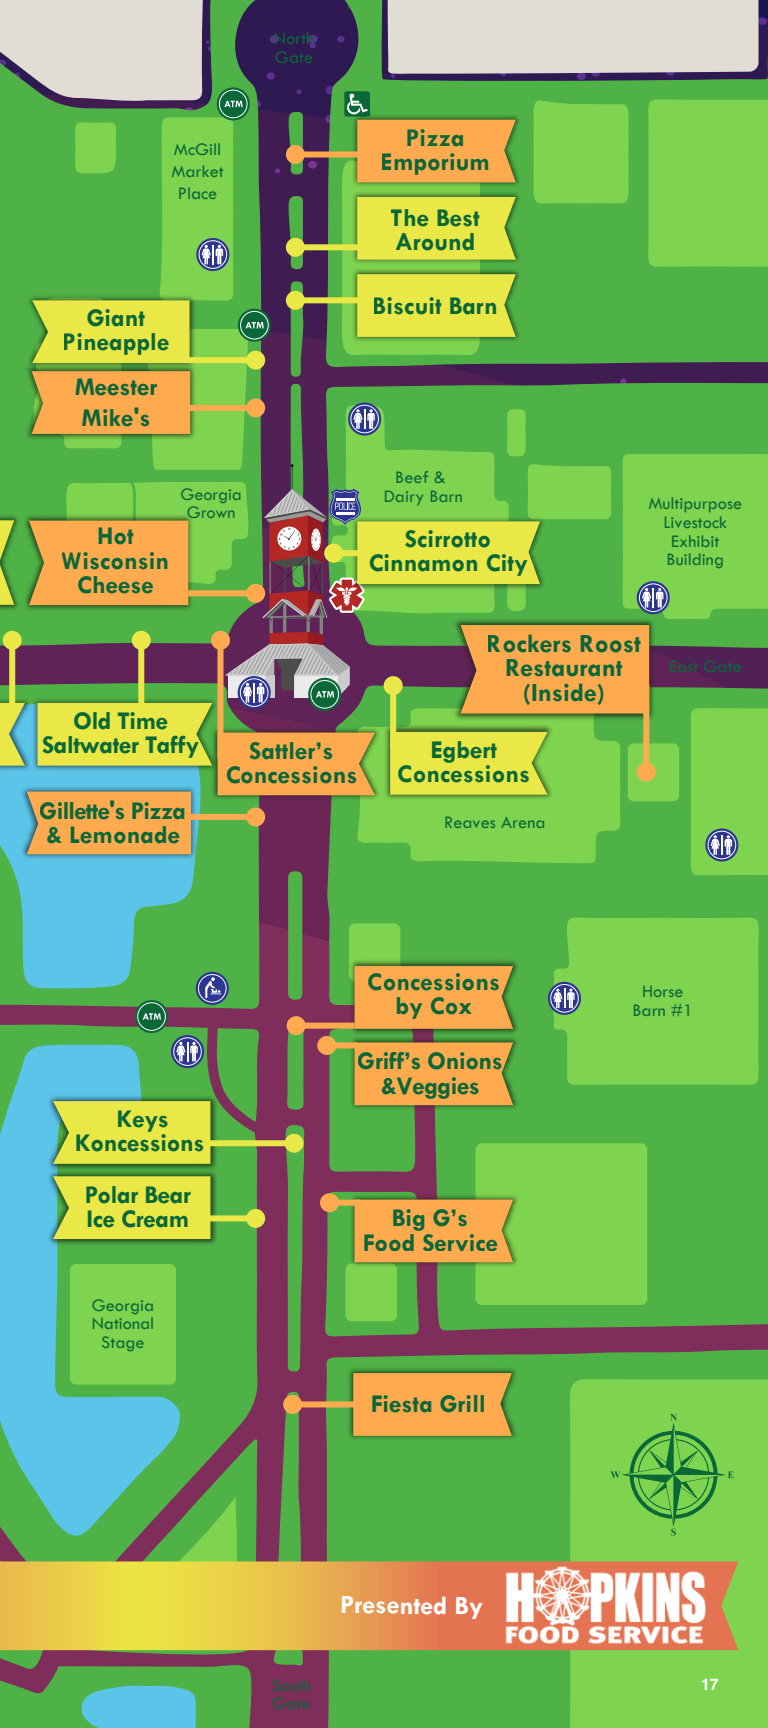 North
Gate
ATM
McGill
Market
Place
Pizza
Emporium
The Best
Around
Biscuit Barn
ATM
Giant
Pineapple
Meester
Mike's
Beef &
Dairy Barn
Georgia
Grown
POLICE
Multipurpose
Livestock
Exhibit
Building
Hot
Wisconsin
Cheese
Scirrotto
Cinnamon City
Rockers Roost
Restaurant
(Inside)
East Gate
ATM
Old Time
Saltwater Taffy
Sattler's
Concessions
Egbert
Concessions
Gillette's Pizza
& Lemonade
Reaves Arena
Concessions
by Cox
Horse
Barn #1
ATM
Griff's Onions
&Veggies
Keys
Koncessions
Polar Bear
Ice Cream
Big G's
Food Service
Georgia
National
Stage
Fiesta Grill
N
W
E
S
Presented By
HOPKINS
FOOD SERVICE
17
South
Gate